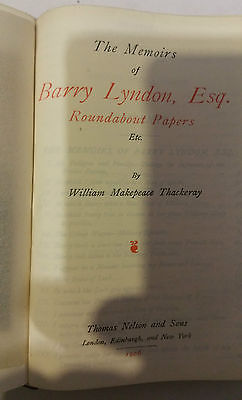 The Memoirs
of
Barry Lyndon, Esq.
Roundabout Papers
Etc.
By
William Makepeace Thackeray
Thomas Nelson and Sons
London, Edinburgh, and New York
1906